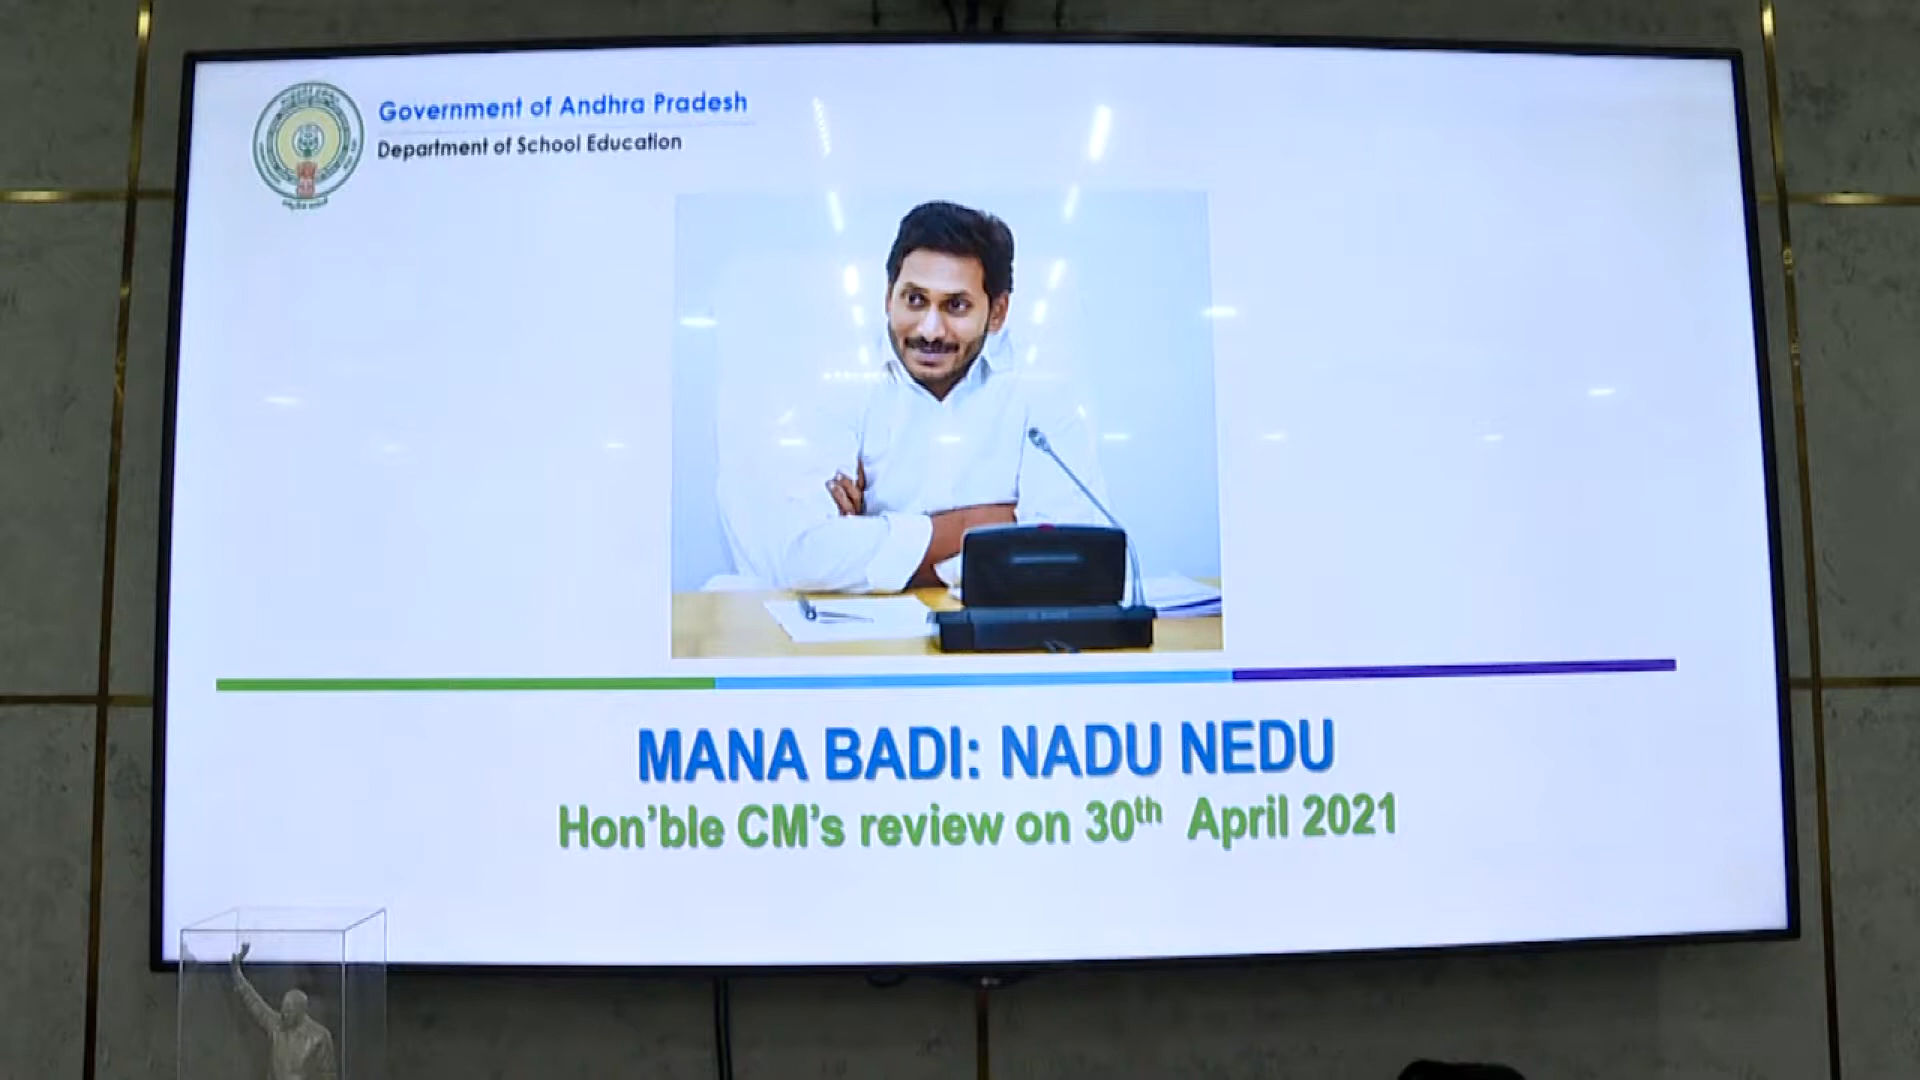 Government of Andhra Pradesh
Department of School Education
MANA BADI: NADU NEDU
Hon'ble CM's review on 30th April 2021